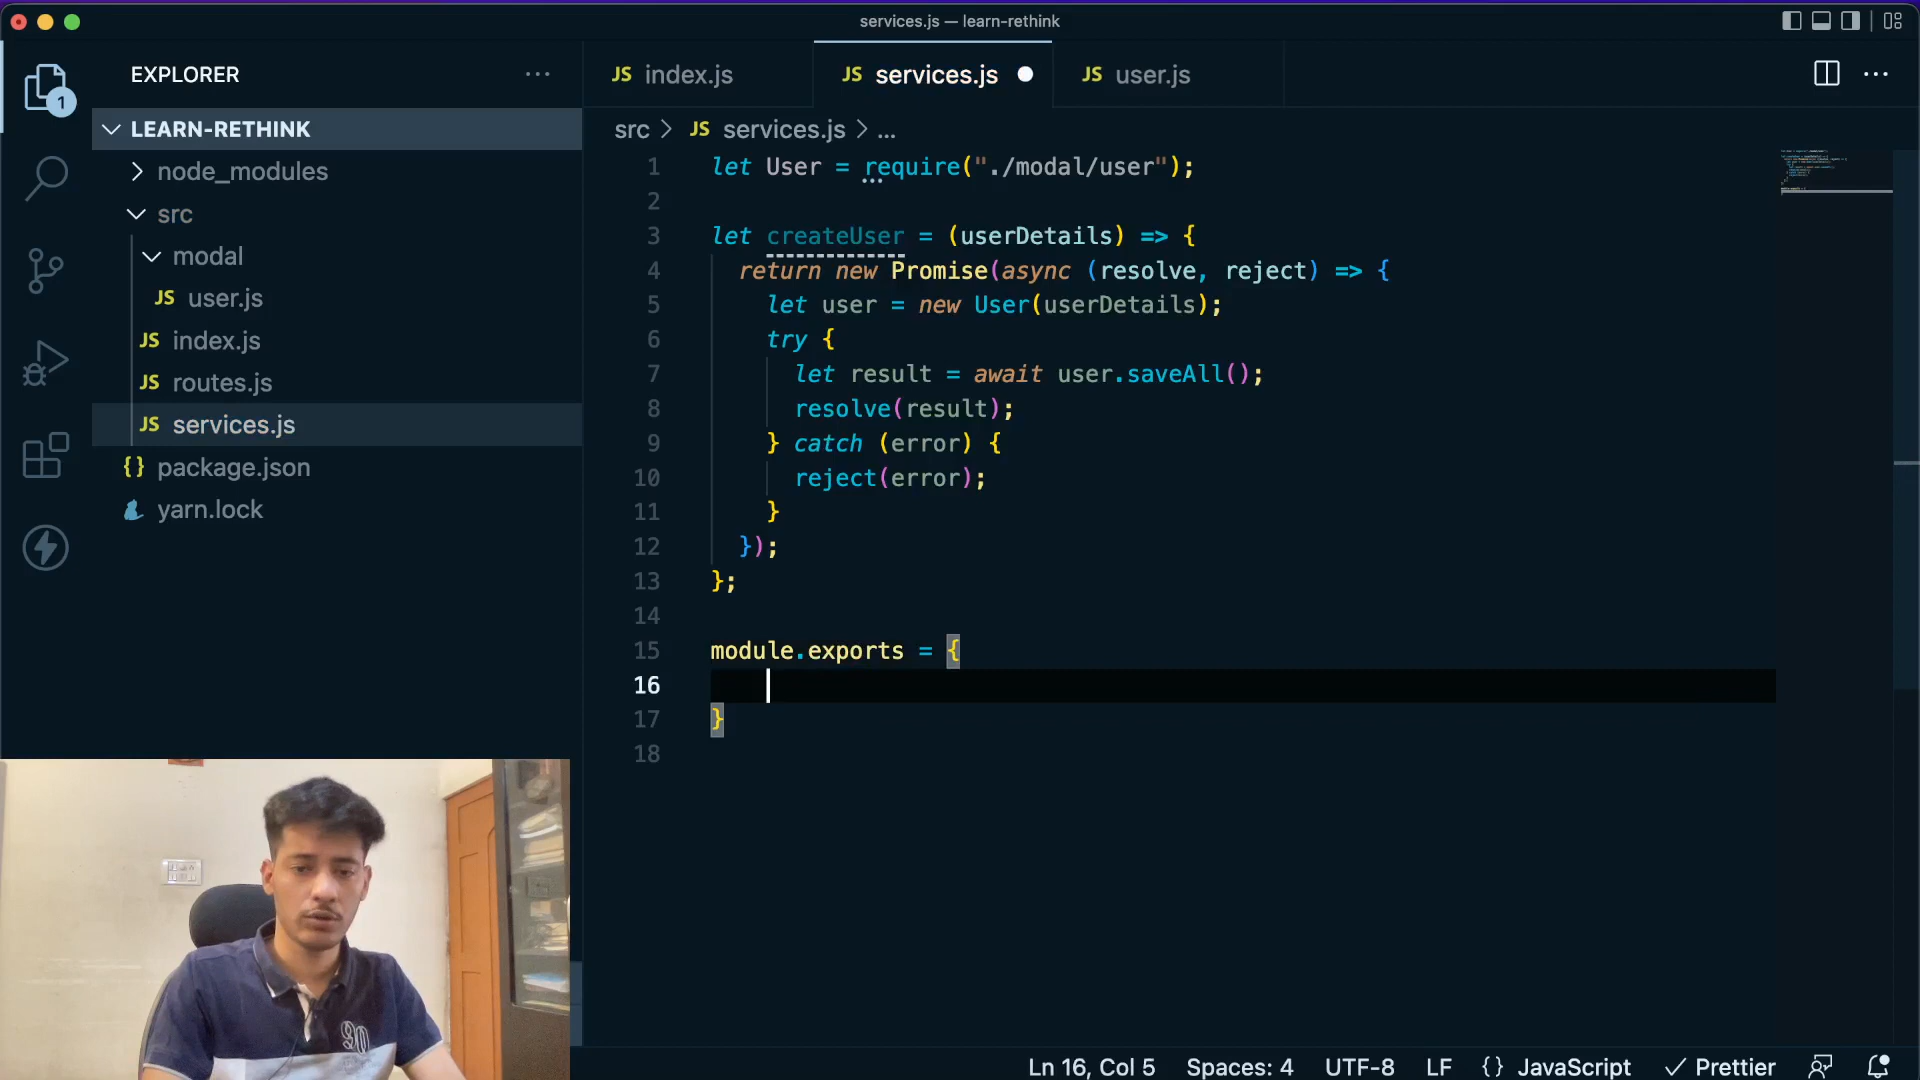 services.js — learn-rethink
EXPLORER
1
LEARN-RETHINK
node_modules
src
modal
JS user.js
JS index.js
JS routes.js
JS services.js
{} package.json
yarn.lock
JS index.js
JS services.js
JS user.js
src > JS services.js > ...
1 let User = require("./modal/user");
2
3 let createUser = (userDetails) => {
4 return new Promise(async (resolve, reject) => {
5 let user = new User(userDetails);
6 try {
7 let result = await user.saveAll();
8 resolve(result);
9 } catch (error) {
10 reject(error);
11 }
12 });
13 };
14
15 module.exports = {
16
17 }
18
30
Ln 16, Col 5 Spaces: 4 UTF-8 LF {} JavaScript ✓ Prettier